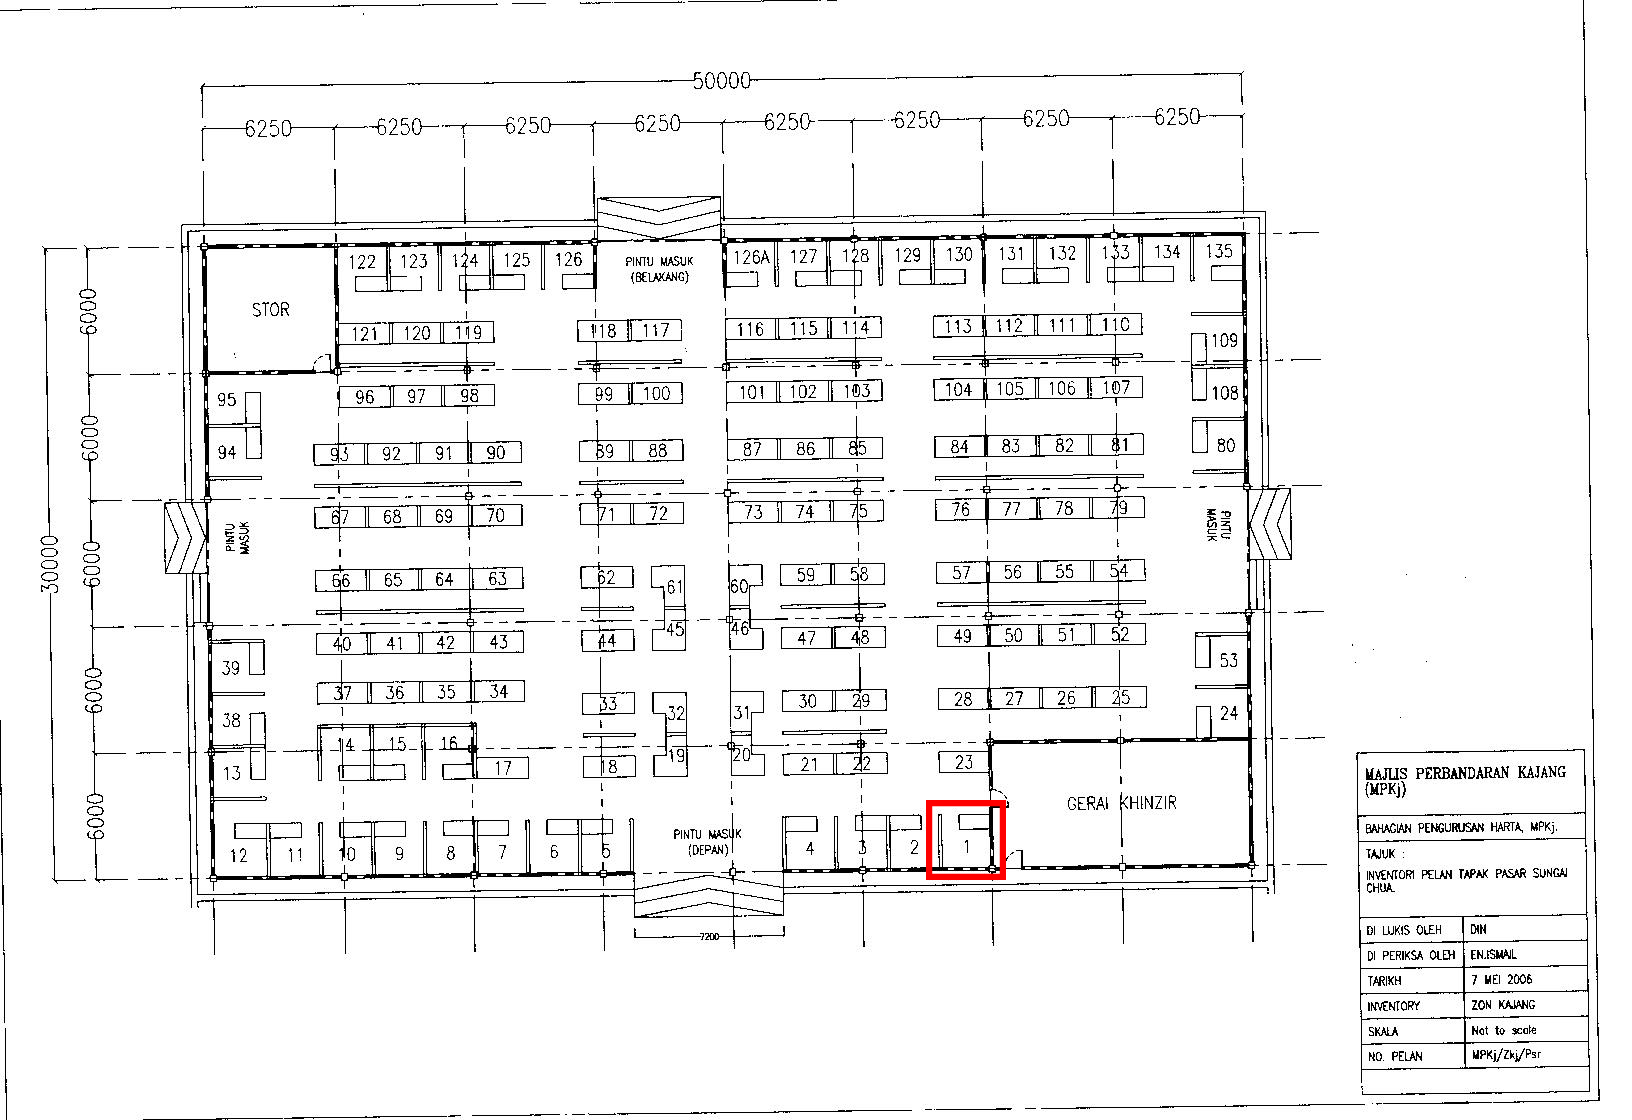 50000
6250 6250 6250 6250 6250 6250 6250 6250
122 123 124 125 126 PINTU MASUK 126A 127 128 129 130 131 132 133 134 135
(BELAKANG)
6000 STOR
121 120 119 118 117 116 115 114 113 112 111 110
109
95 96 97 98 99 100 101 102 103 104 105 106 107 108
6000 94 93 92 91 90 89 88 87 86 85 84 83 82 81 80
67 68 69 70 71 72 73 74 75 76 77 78 79
PINTU MASUK
PINTU MASUK
30000 6000
66 65 64 63 62 61 60 59 58 57 56 55 54
40 41 42 43 44 45 46 47 48 49 50 51 52
39 53
6000 37 36 35 34 33 32 31 30 29 28 27 26 25
38 24
14 15 16
13 17 18 19 20 21 22 23
6000 GERAI KHINZIR
PINTU MASUK
(DEPAN)
12 11 10 9 8 7 6 5 4 3 2 1
7200
MAJLIS PERBANDARAN KAJANG
(MPKj)
BAHAGIAN PENGURUSAN HARTA, MPKj.
TAJUK :
INVENTORI PELAN TAPAK PASAR SUNGAI
CHUA.
DI LUKIS OLEH DIN
DI PERIKSA OLEH EN.ISMAIL
TARIKH 7 MEI 2006
INVENTORY ZON KAJANG
SKALA Not to scale
NO. PELAN MPKj/Zkj/Psr